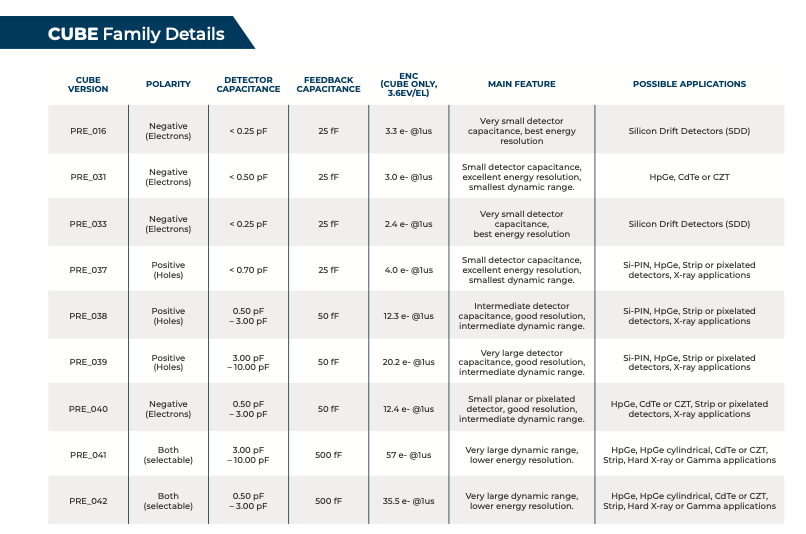 CUBE Family Details
CUBE
VERSION
POLARITY
DETECTOR
CAPACITANCE
FEEDBACK
CAPACITANCE
ENC
(CUBE ONLY,
3.6EV/EL)
MAIN FEATURE
POSSIBLE APPLICATIONS
PRE_016
Negative
(Electrons)
< 0.25 pF
25 fF
3.3 e- @1us
Very small detector
capacitance, best energy
resolution
Silicon Drift Detectors (SDD)
PRE_031
Negative
(Electrons)
< 0.50 pF
25 fF
3.0 e- @1us
Small detector capacitance,
excellent energy resolution,
smallest dynamic range.
HpGe, CdTe or CZT
PRE_033
Negative
(Electrons)
< 0.25 pF
25 fF
2.4 e- @1us
Very small detector
capacitance,
best energy resolution
Silicon Drift Detectors (SDD)
PRE_037
Positive
(Holes)
< 0.70 pF
25 fF
4.0 e- @1us
Small detector capacitance,
excellent energy resolution,
smallest dynamic range.
Si-PIN, HpGe, Strip or pixelated
detectors, X-ray applications
PRE_038
Positive
(Holes)
0.50 pF
– 3.00 pF
50 fF
12.3 e- @1us
Intermediate detector
capacitance, good resolution,
intermediate dynamic range.
Si-PIN, HpGe, Strip or pixelated
detectors, X-ray applications
PRE_039
Positive
(Holes)
3.00 pF
– 10.00 pF
50 fF
20.2 e- @1us
Very large detector
capacitance, good resolution,
intermediate dynamic range.
Si-PIN, HpGe, Strip or pixelated
detectors, X-ray applications
PRE_040
Negative
(Electrons)
0.50 pF
– 3.00 pF
50 fF
12.4 e- @1us
Small planar or pixelated
detector, good resolution,
intermediate dynamic range.
HpGe, CdTe or CZT, Strip or pixelated
detectors, X-ray applications
PRE_041
Both
(selectable)
3.00 pF
– 10.00 pF
500 fF
57 e- @1us
Very large dynamic range,
lower energy resolution.
HpGe, HpGe cylindrical, CdTe or CZT,
Strip, Hard X-ray or Gamma applications
PRE_042
Both
(selectable)
0.50 pF
– 3.00 pF
500 fF
35.5 e- @1us
Very large dynamic range,
lower energy resolution.
HpGe, HpGe cylindrical, CdTe or CZT,
Strip, Hard X-ray or Gamma applications